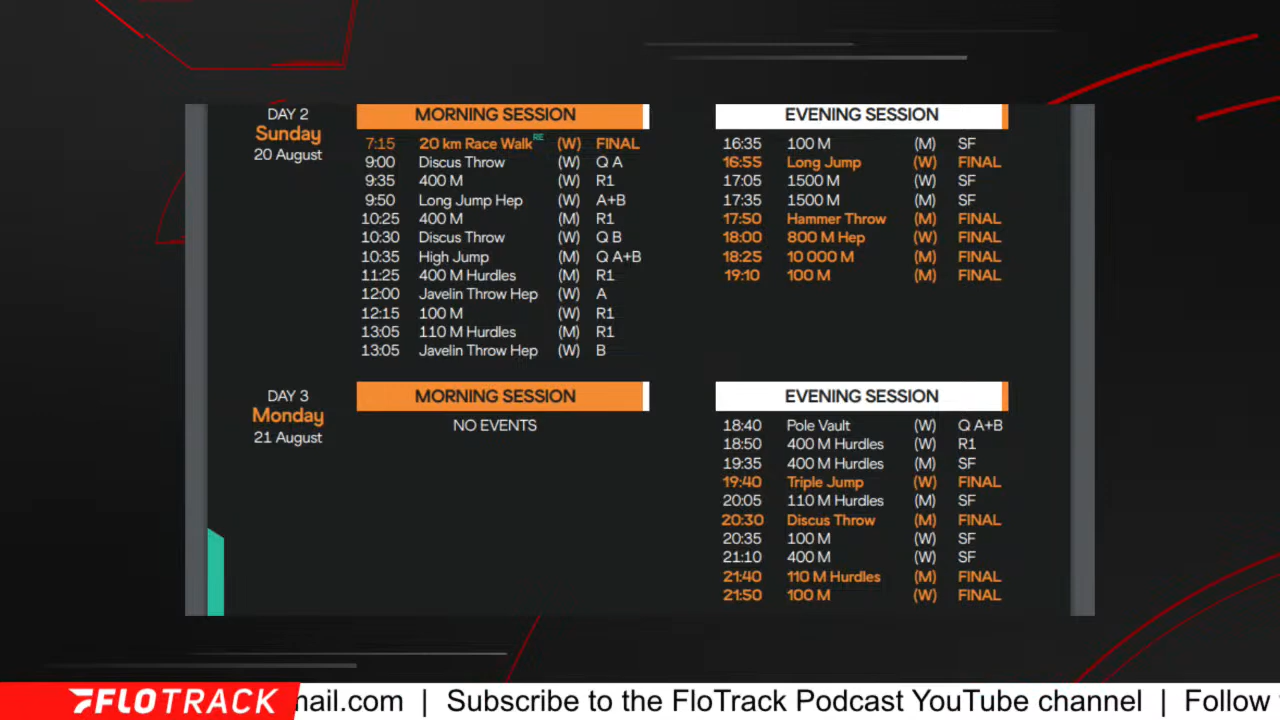 DAY 2
Sunday
20 August
MORNING SESSION
7:15 20 km Race Walk RE (W) FINAL
9:00 Discus Throw (W) Q A
9:35 400 M (W) R1
9:50 Long Jump Hep (W) A+B
10:25 400 M (M) R1
10:30 Discus Throw (W) Q B
10:35 High Jump (M) Q A+B
11:25 400 M Hurdles (M) R1
12:00 Javelin Throw Hep (W) A
12:15 100 M (W) R1
13:05 110 M Hurdles (M) R1
13:05 Javelin Throw Hep (W) B
EVENING SESSION
16:35 100 M (M) SF
16:55 Long Jump (W) FINAL
17:05 1500 M (W) SF
17:35 1500 M (M) SF
17:50 Hammer Throw (M) FINAL
18:00 800 M Hep (W) FINAL
18:25 10 000 M (M) FINAL
19:10 100 M (M) FINAL
DAY 3
Monday
21 August
MORNING SESSION
NO EVENTS
EVENING SESSION
18:40 Pole Vault (W) Q A+B
18:50 400 M Hurdles (W) R1
19:35 400 M Hurdles (M) SF
19:40 Triple Jump (W) FINAL
20:05 110 M Hurdles (M) SF
20:30 Discus Throw (M) FINAL
20:35 100 M (W) SF
21:10 400 M (W) SF
21:40 110 M Hurdles (M) FINAL
21:50 100 M (W) FINAL
FLOTRACK mail.com | Subscribe to the FloTrack Podcast YouTube channel | Follow